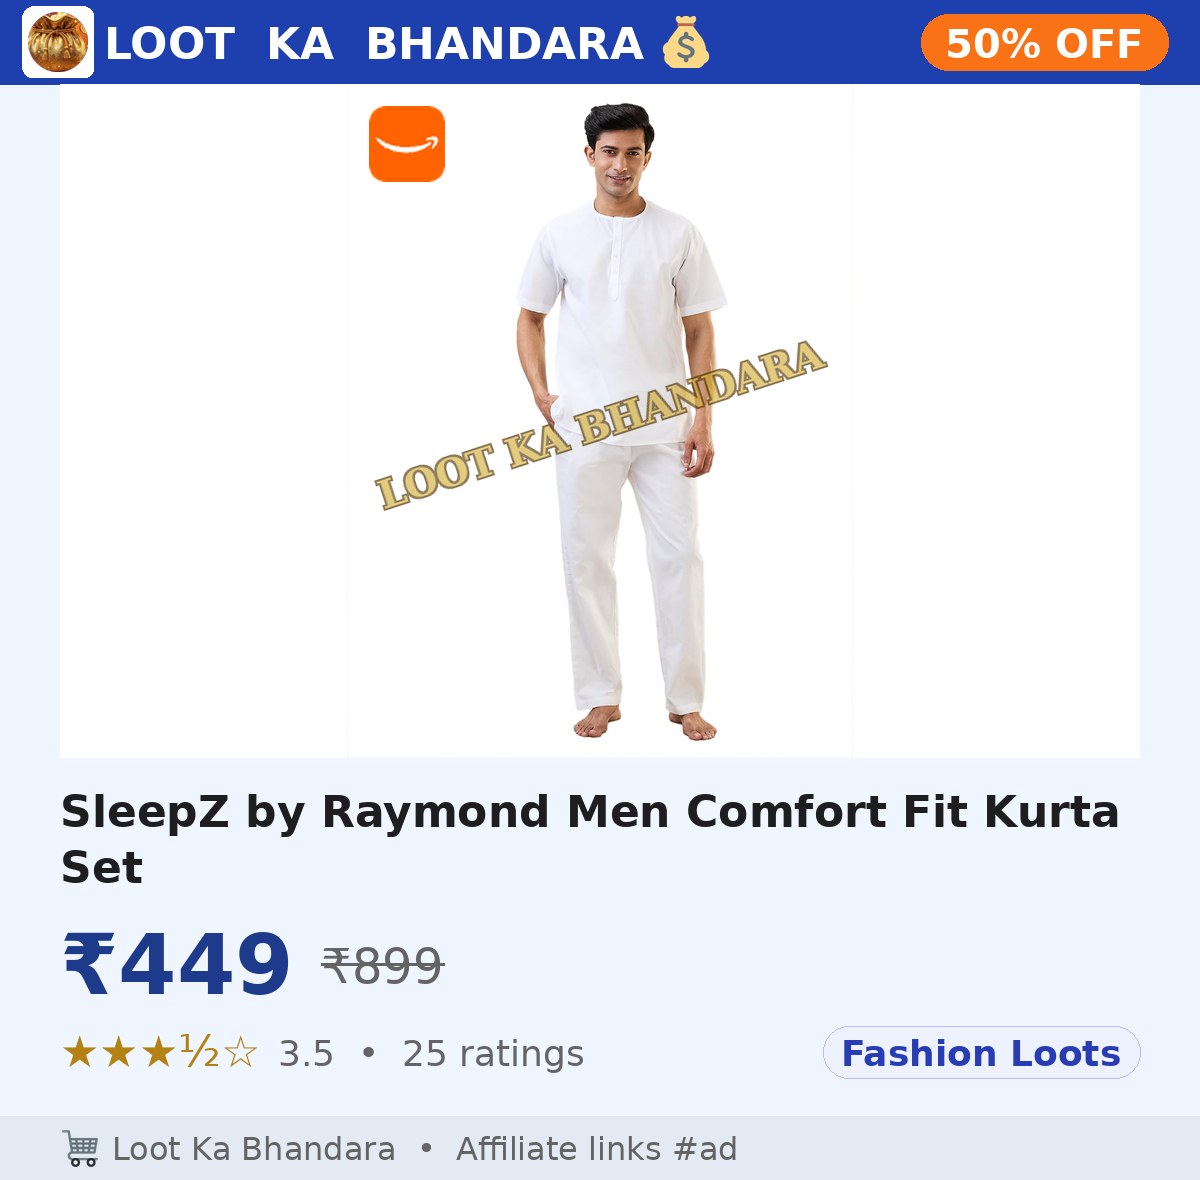 LOOT KA BHANDARA 💰
50% OFF
LOOT KA BHANDARA
SleepZ by Raymond Men Comfort Fit Kurta
Set
₹449 ₹899
★★★½☆ 3.5 • 25 ratings
Fashion Loots
🛒 Loot Ka Bhandara • Affiliate links #ad